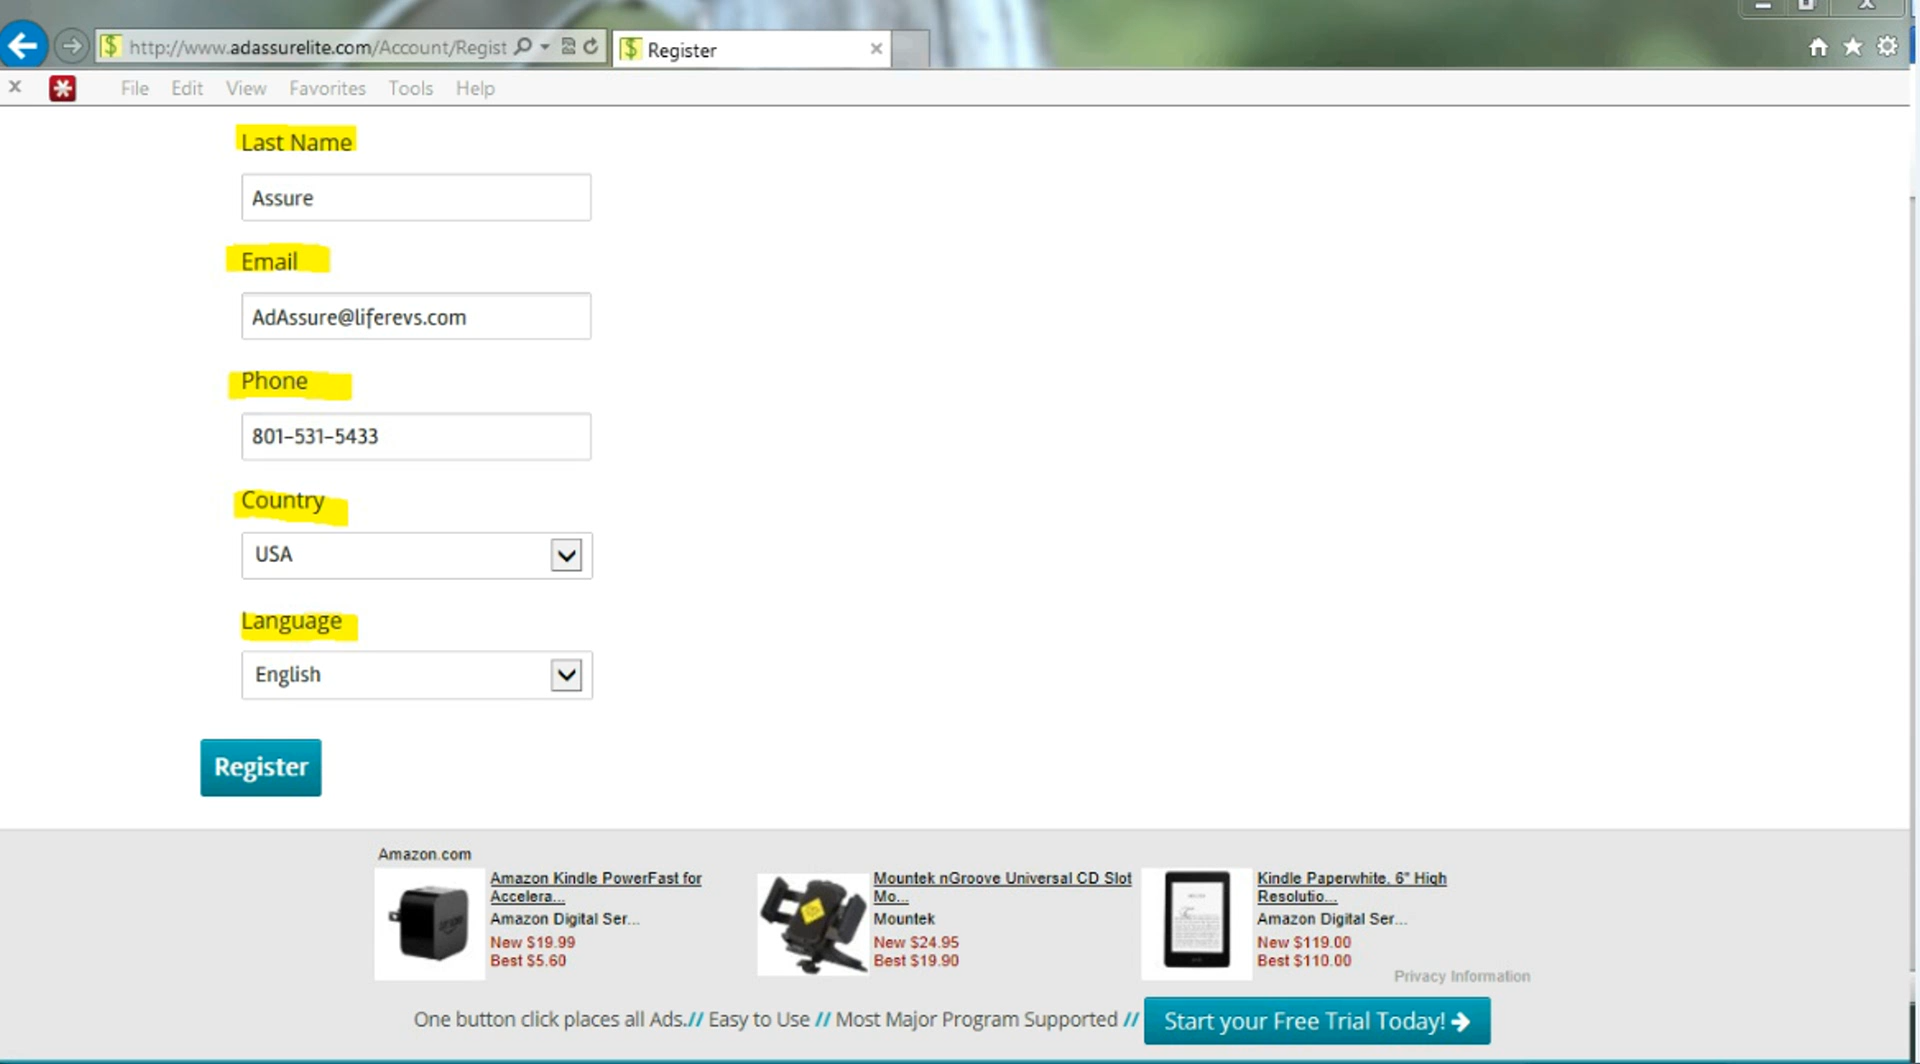 http://www.adassurelite.com/Account/Regist
Register
File Edit View Favorites Tools Help
Last Name
Assure
Email
AdAssure@liferevs.com
Phone
801-531-5433
Country
USA
Language
English
Register
Amazon.com
Amazon Kindle PowerFast for
Accelera...
Amazon Digital Ser...
New $19.99
Best $5.60
Mountek nGroove Universal CD Slot
Mo...
Mountek
New $24.95
Best $19.90
Kindle Paperwhite, 6" High
Resolutio...
Amazon Digital Ser...
New $119.00
Best $110.00
Privacy Information
One button click places all Ads.// Easy to Use // Most Major Program Supported //
Start your Free Trial Today!